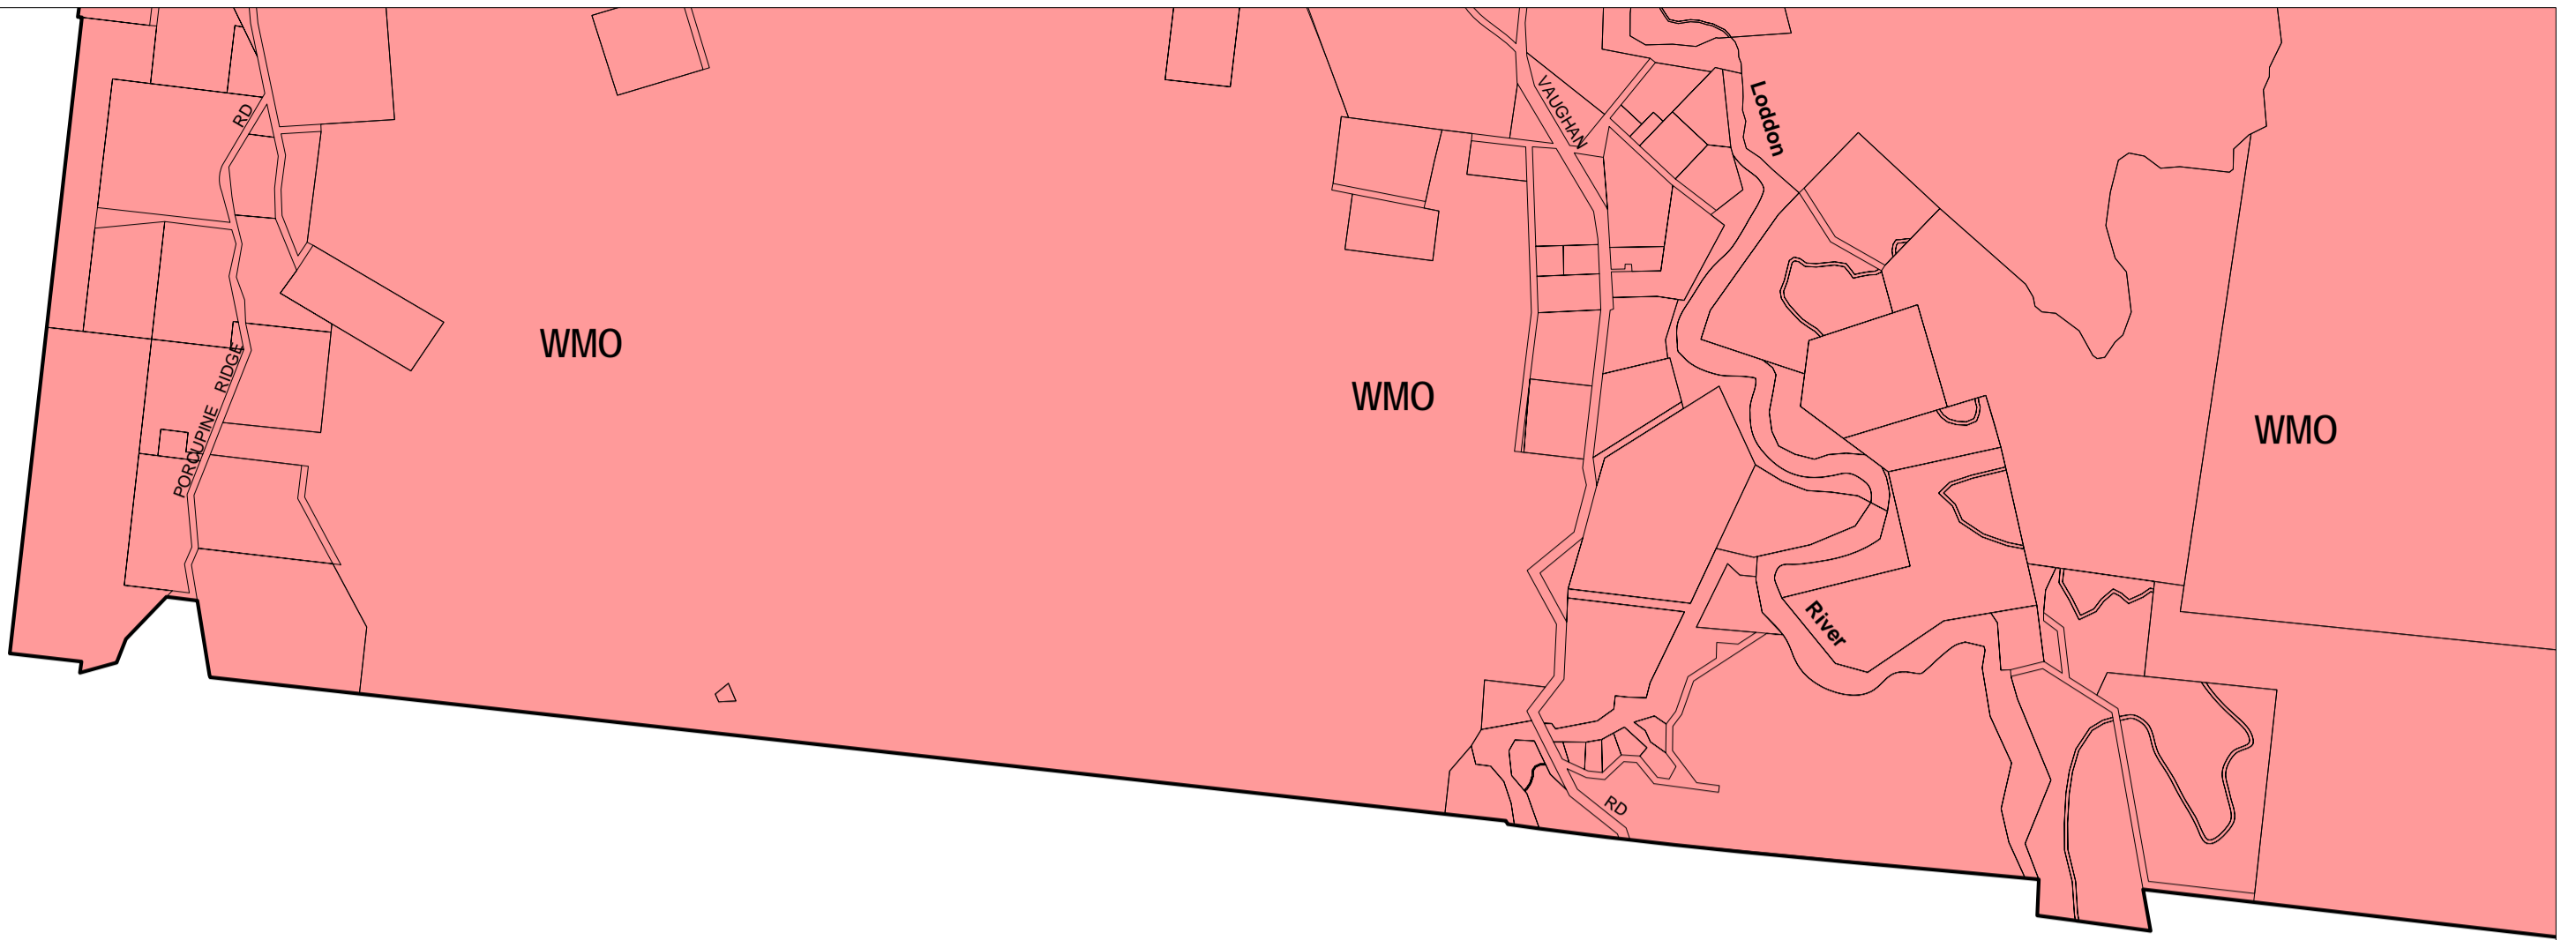 RD
VAUGHAN
Loddon
WMO
PORCUPINE RIDGE
WMO
WMO
River
RD